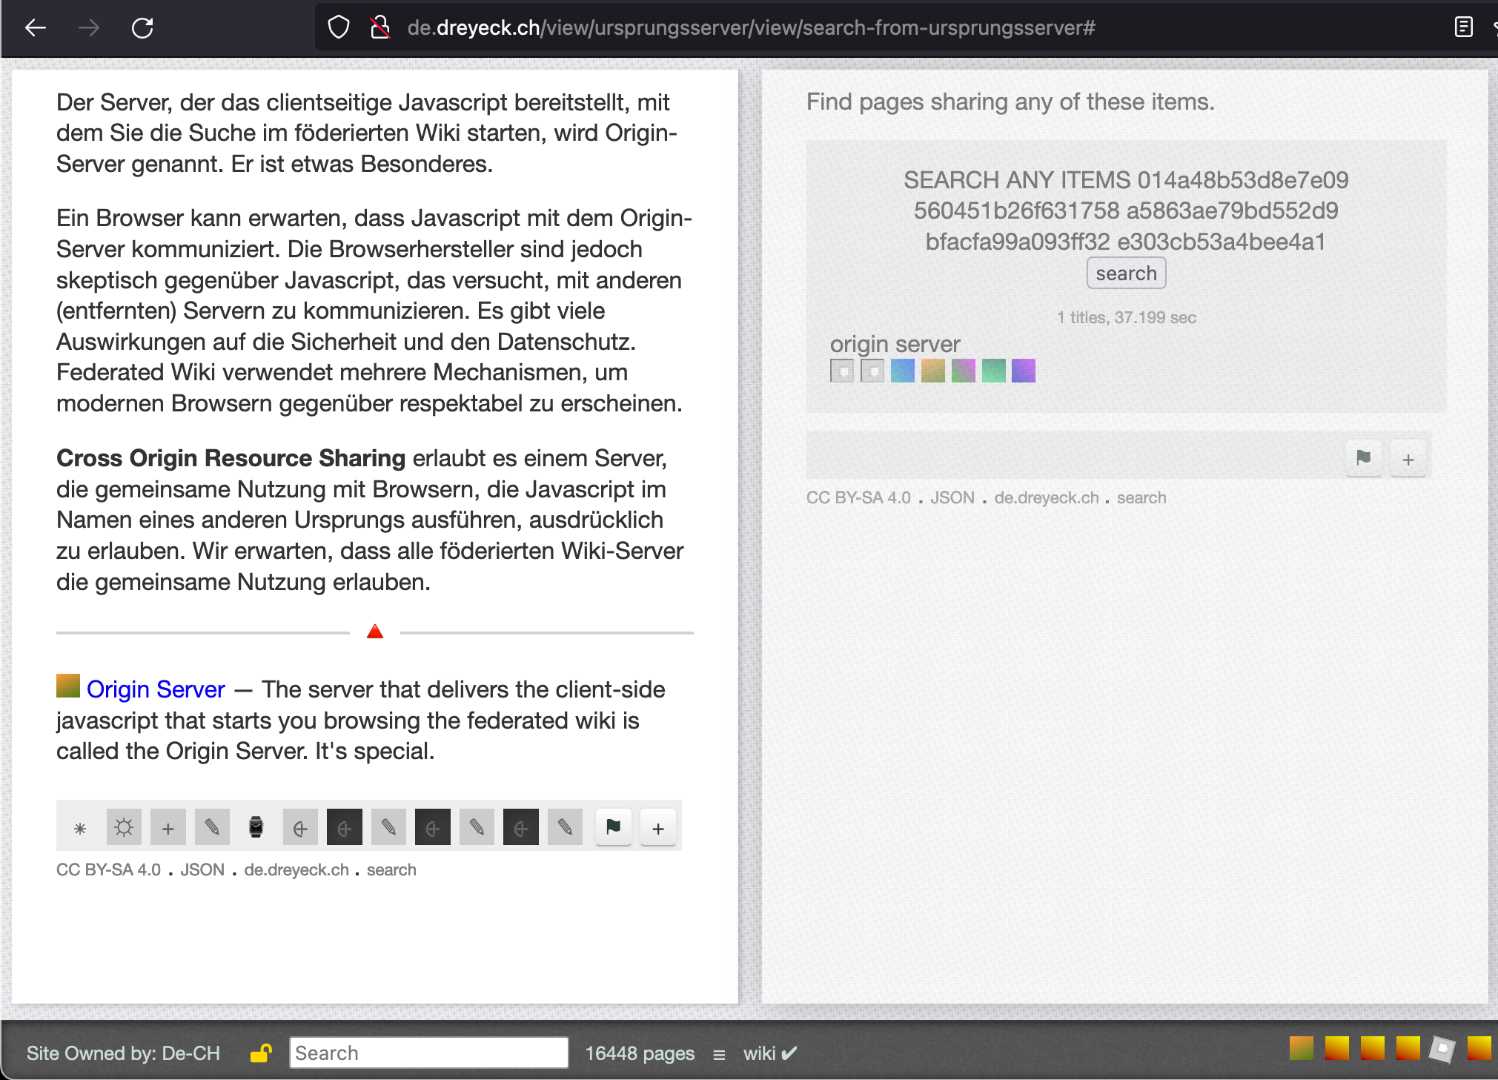 de.dreyeck.ch/view/ursprungsserver/view/search-from-ursprungsserver#
Der Server, der das clientseitige Javascript bereitstellt, mit
dem Sie die Suche im föderierten Wiki starten, wird Origin-
Server genannt. Er ist etwas Besonderes.
Ein Browser kann erwarten, dass Javascript mit dem Origin-
Server kommuniziert. Die Browserhersteller sind jedoch
skeptisch gegenüber Javascript, das versucht, mit anderen
(entfernten) Servern zu kommunizieren. Es gibt viele
Auswirkungen auf die Sicherheit und den Datenschutz.
Federated Wiki verwendet mehrere Mechanismen, um
modernen Browsern gegenüber respektabel zu erscheinen.
Cross Origin Resource Sharing erlaubt es einem Server,
die gemeinsame Nutzung mit Browsern, die Javascript im
Namen eines anderen Ursprungs ausführen, ausdrücklich
zu erlauben. Wir erwarten, dass alle föderierten Wiki-Server
die gemeinsame Nutzung erlauben.
Origin Server — The server that delivers the client-side
javascript that starts you browsing the federated wiki is
called the Origin Server. It's special.
CC BY-SA 4.0 . JSON . de.dreyeck.ch . search
Find pages sharing any of these items.
SEARCH ANY ITEMS 014a48b53d8e7e09
560451b26f631758 a5863ae79bd552d9
bfacfa99a093ff32 e303cb53a4bee4a1
search
1 titles, 37.199 sec
origin server
CC BY-SA 4.0 . JSON . de.dreyeck.ch . search
Site Owned by: De-CH
Search
16448 pages
wiki ✔